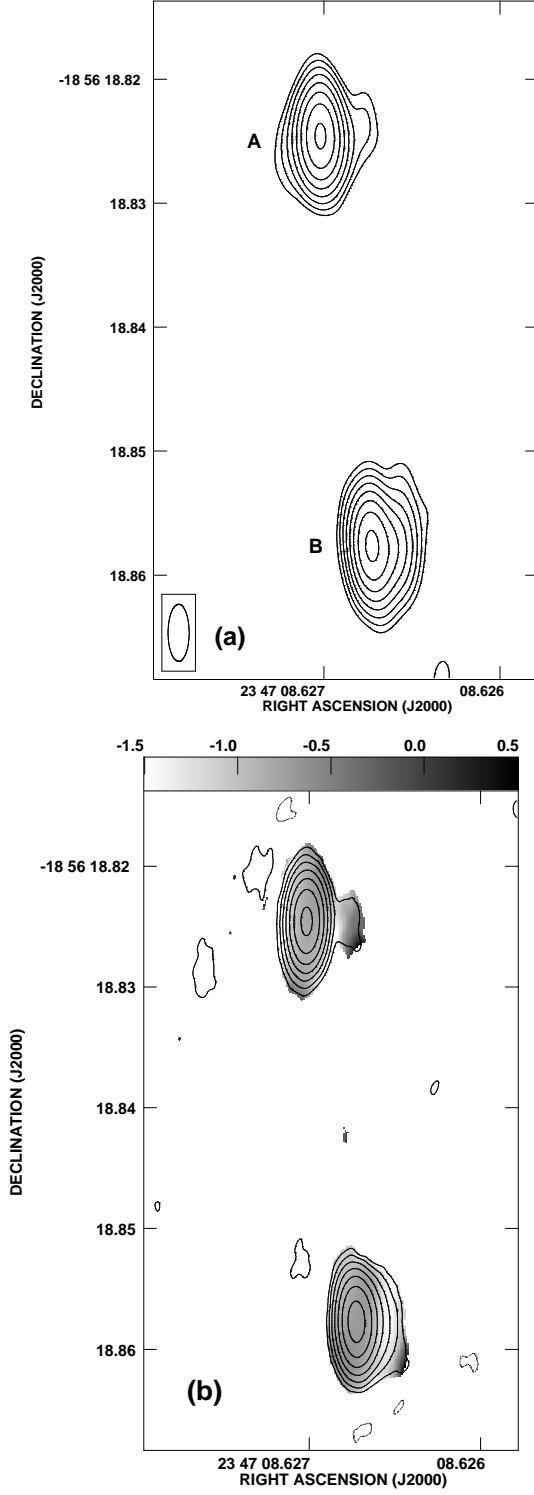 -18 56 18.82
A
18.83
DECLINATION (J2000)
18.84
18.85
B
18.86
(a)
23 47 08.627 08.626
RIGHT ASCENSION (J2000)
-1.5 -1.0 -0.5 0.0 0.5
-18 56 18.82
18.83
DECLINATION (J2000)
18.84
18.85
18.86
(b)
23 47 08.627 08.626
RIGHT ASCENSION (J2000)